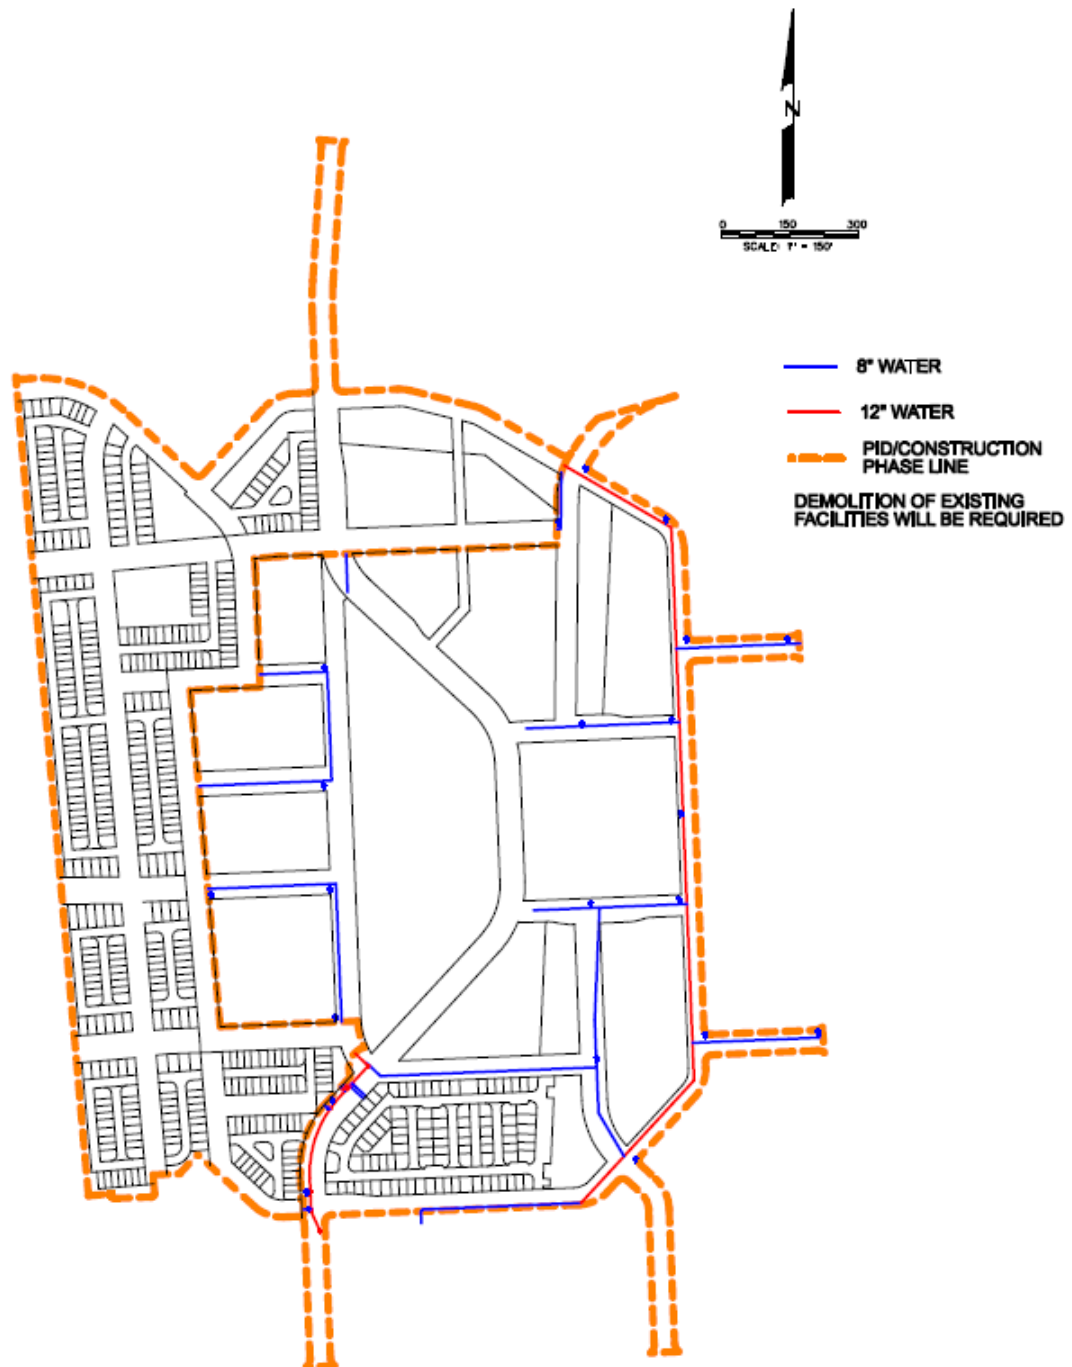 N
0 150 300
SCALE: 1" = 150'
8" WATER
12" WATER
PID/CONSTRUCTION
PHASE LINE
DEMOLITION OF EXISTING
FACILITIES WILL BE REQUIRED